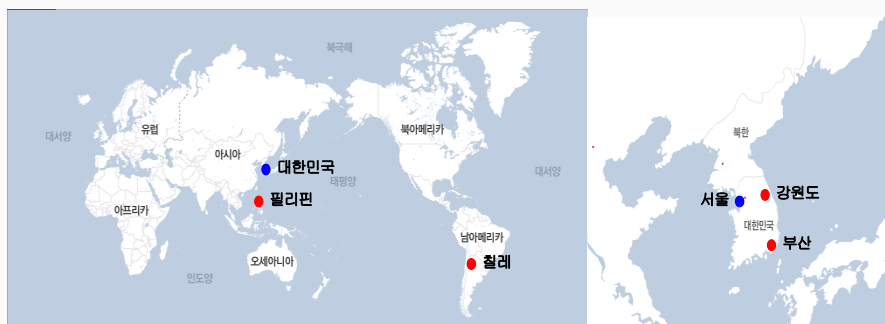 북극해
대서양
유럽
북아메리카
아시아
대한민국
태평양
대서양
필리핀
아프리카
남아메리카
오세아니아
칠레
인도양
북한
서울
강원도
대한민국
부산